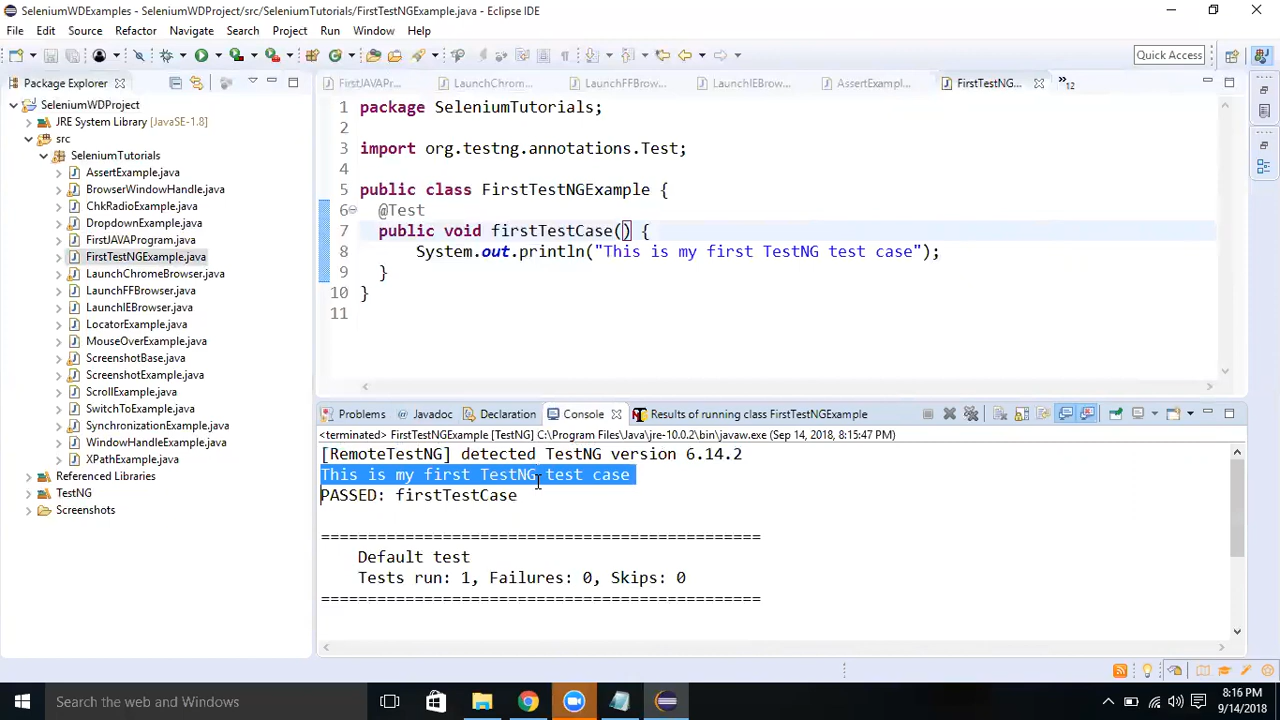 SeleniumWDExamples - SeleniumWDProject/src/SeleniumTutorials/FirstTestNGExample.java - Eclipse IDE
File Edit Source Refactor Navigate Search Project Run Window Help
Quick Access
Package Explorer
SeleniumWDProject
JRE System Library [JavaSE-1.8]
src
SeleniumTutorials
AssertExample.java
BrowserWindowHandle.java
ChkRadioExample.java
DropdownExample.java
FirstJAVAProgram.java
FirstTestNGExample.java
LaunchChromeBrowser.java
LaunchFFBrowser.java
LaunchIEBrowser.java
LocatorExample.java
MouseOverExample.java
ScreenshotBase.java
ScreenshotExample.java
ScrollExample.java
SwitchToExample.java
SynchronizationExample.java
WindowHandleExample.java
XPathExample.java
Referenced Libraries
TestNG
Screenshots
FirstJAVAPr... LaunchChrom... LaunchFFBrow... LaunchIEBrow... AssertExampl... FirstTestNG... »12
1 package SeleniumTutorials;
2
3 import org.testng.annotations.Test;
4
5 public class FirstTestNGExample {
6 @Test
7 public void firstTestCase() {
8 System.out.println("This is my first TestNG test case");
9 }
10 }
11
Problems @ Javadoc Declaration Console Results of running class FirstTestNGExample
<terminated> FirstTestNGExample [TestNG] C:\Program Files\Java\jre-10.0.2\bin\javaw.exe (Sep 14, 2018, 8:15:47 PM)
[RemoteTestNG] detected TestNG version 6.14.2
This is my first TestNG test case
PASSED: firstTestCase
===============================================
Default test
Tests run: 1, Failures: 0, Skips: 0
===============================================
Search the web and Windows
8:16 PM
9/14/2018